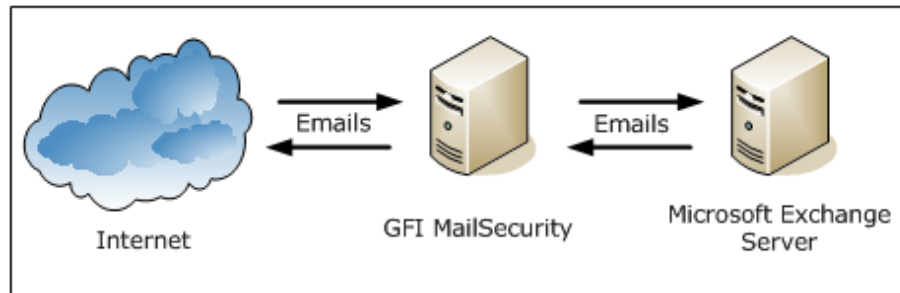 Emails
Emails
Internet
GFI MailSecurity
Microsoft Exchange
Server